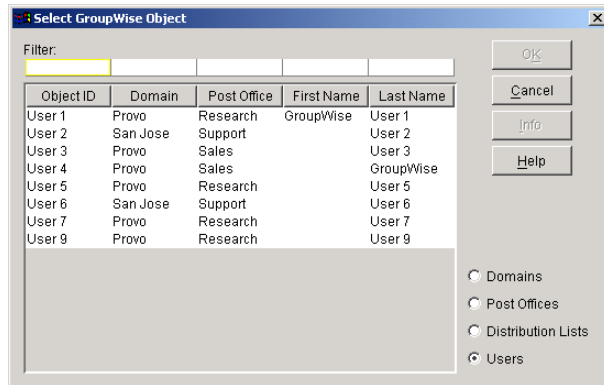 Select GroupWise Object
Filter:
OK
Cancel
Info
Help
Object ID Domain Post Office First Name Last Name
User 1 Provo Research GroupWise User 1
User 2 San Jose Support User 2
User 3 Provo Sales User 3
User 4 Provo Sales GroupWise
User 5 Provo Research User 5
User 6 San Jose Support User 6
User 7 Provo Research User 7
User 9 Provo Research User 9
Domains
Post Offices
Distribution Lists
Users